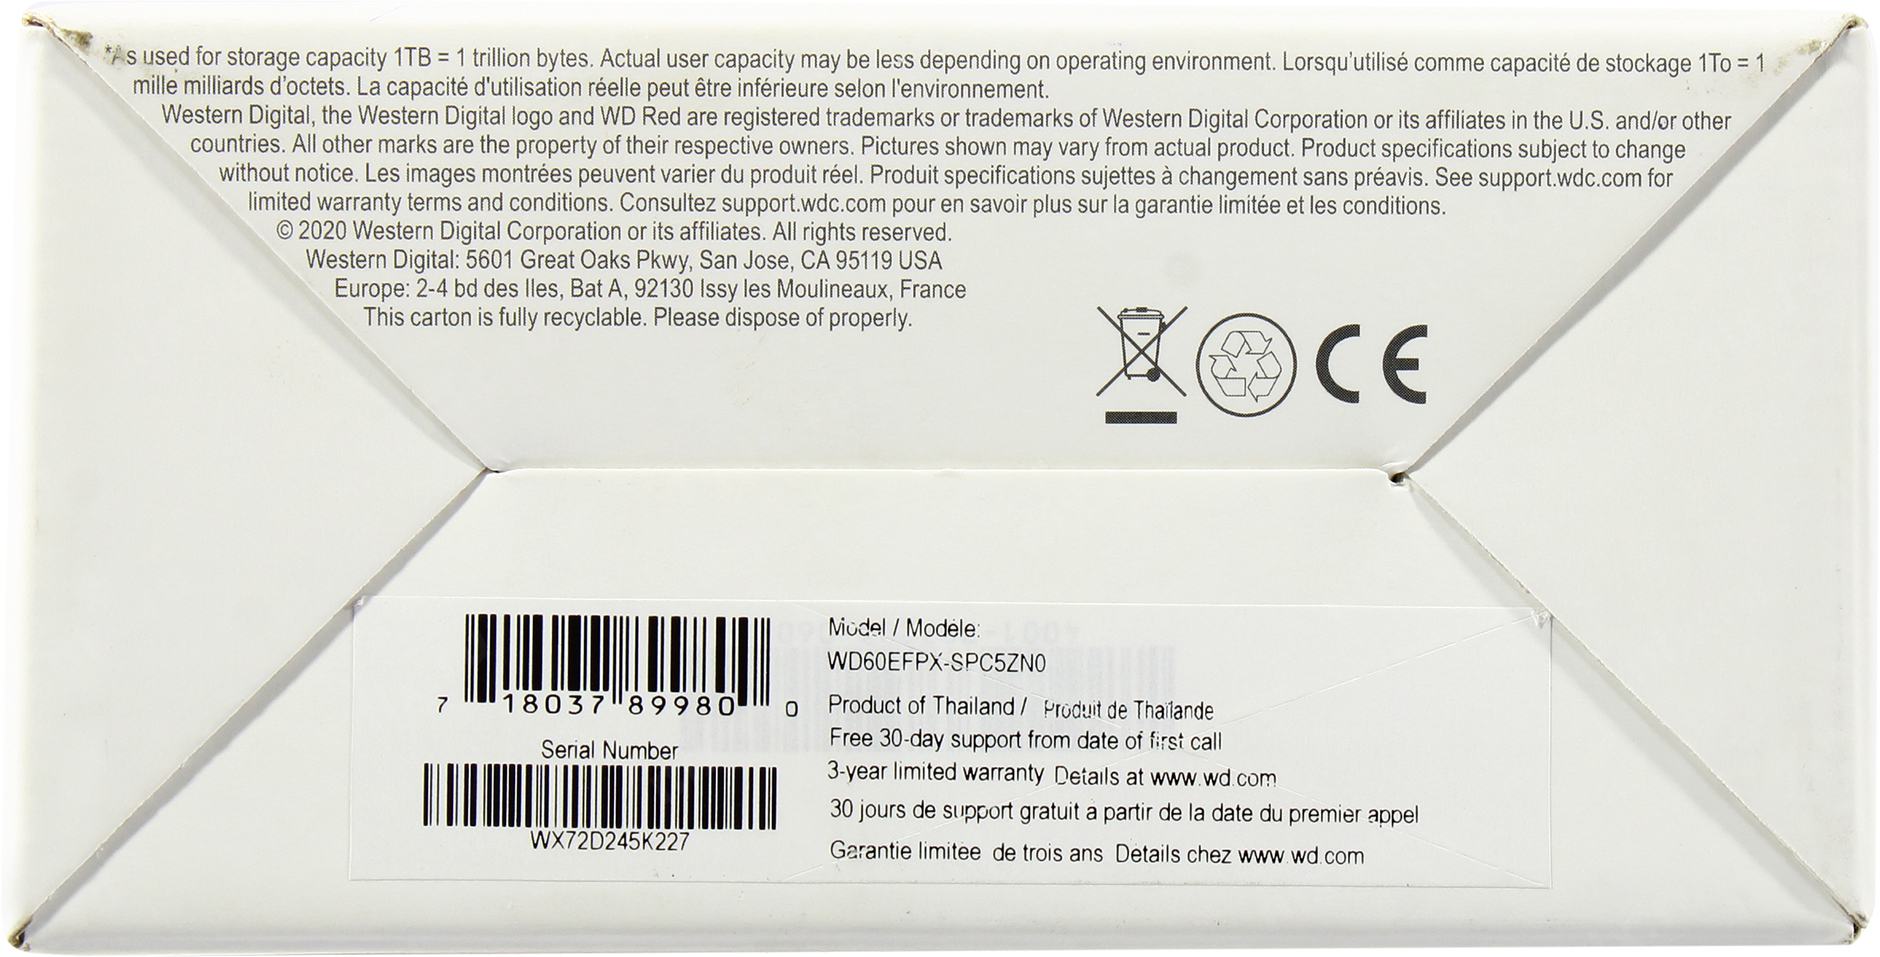 *As used for storage capacity 1TB = 1 trillion bytes. Actual user capacity may be less depending on operating environment. Lorsqu'utilisé comme capacité de stockage 1To = 1
mille milliards d'octets. La capacité d'utilisation réelle peut être inférieure selon l'environnement.
Western Digital, the Western Digital logo and WD Red are registered trademarks or trademarks of Western Digital Corporation or its affiliates in the U.S. and/or other
countries. All other marks are the property of their respective owners. Pictures shown may vary from actual product. Product specifications subject to change
without notice. Les images montrées peuvent varier du produit réel. Produit specifications sujettes à changement sans préavis. See support.wdc.com for
limited warranty terms and conditions. Consultez support.wdc.com pour en savoir plus sur la garantie limitée et les conditions.
© 2020 Western Digital Corporation or its affiliates. All rights reserved.
Western Digital: 5601 Great Oaks Pkwy, San Jose, CA 95119 USA
Europe: 2-4 bd des Iles, Bat A, 92130 Issy les Moulineaux, France
This carton is fully recyclable. Please dispose of properly.
CE
7 18037 89980 0
Serial Number
WX72D245K227
Model / Modèle:
WD60EFPX-SPC5ZN0
Product of Thailand / Produit de Thaïlande
Free 30-day support from date of first call
3-year limited warranty Details at www.wd.com
30 jours de support gratuit a partir de la date du premier appel
Garantie limitee de trois ans Details chez www.wd.com